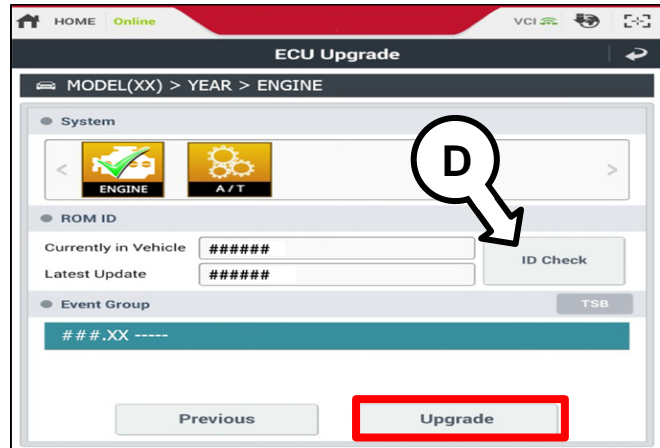 HOME Online VCI
ECU Upgrade
MODEL(XX) > YEAR > ENGINE
System
< ENGINE A/T >
D
ROM ID
Currently in Vehicle ######
Latest Update ######
ID Check
Event Group TSB
###.XX -----
Previous Upgrade